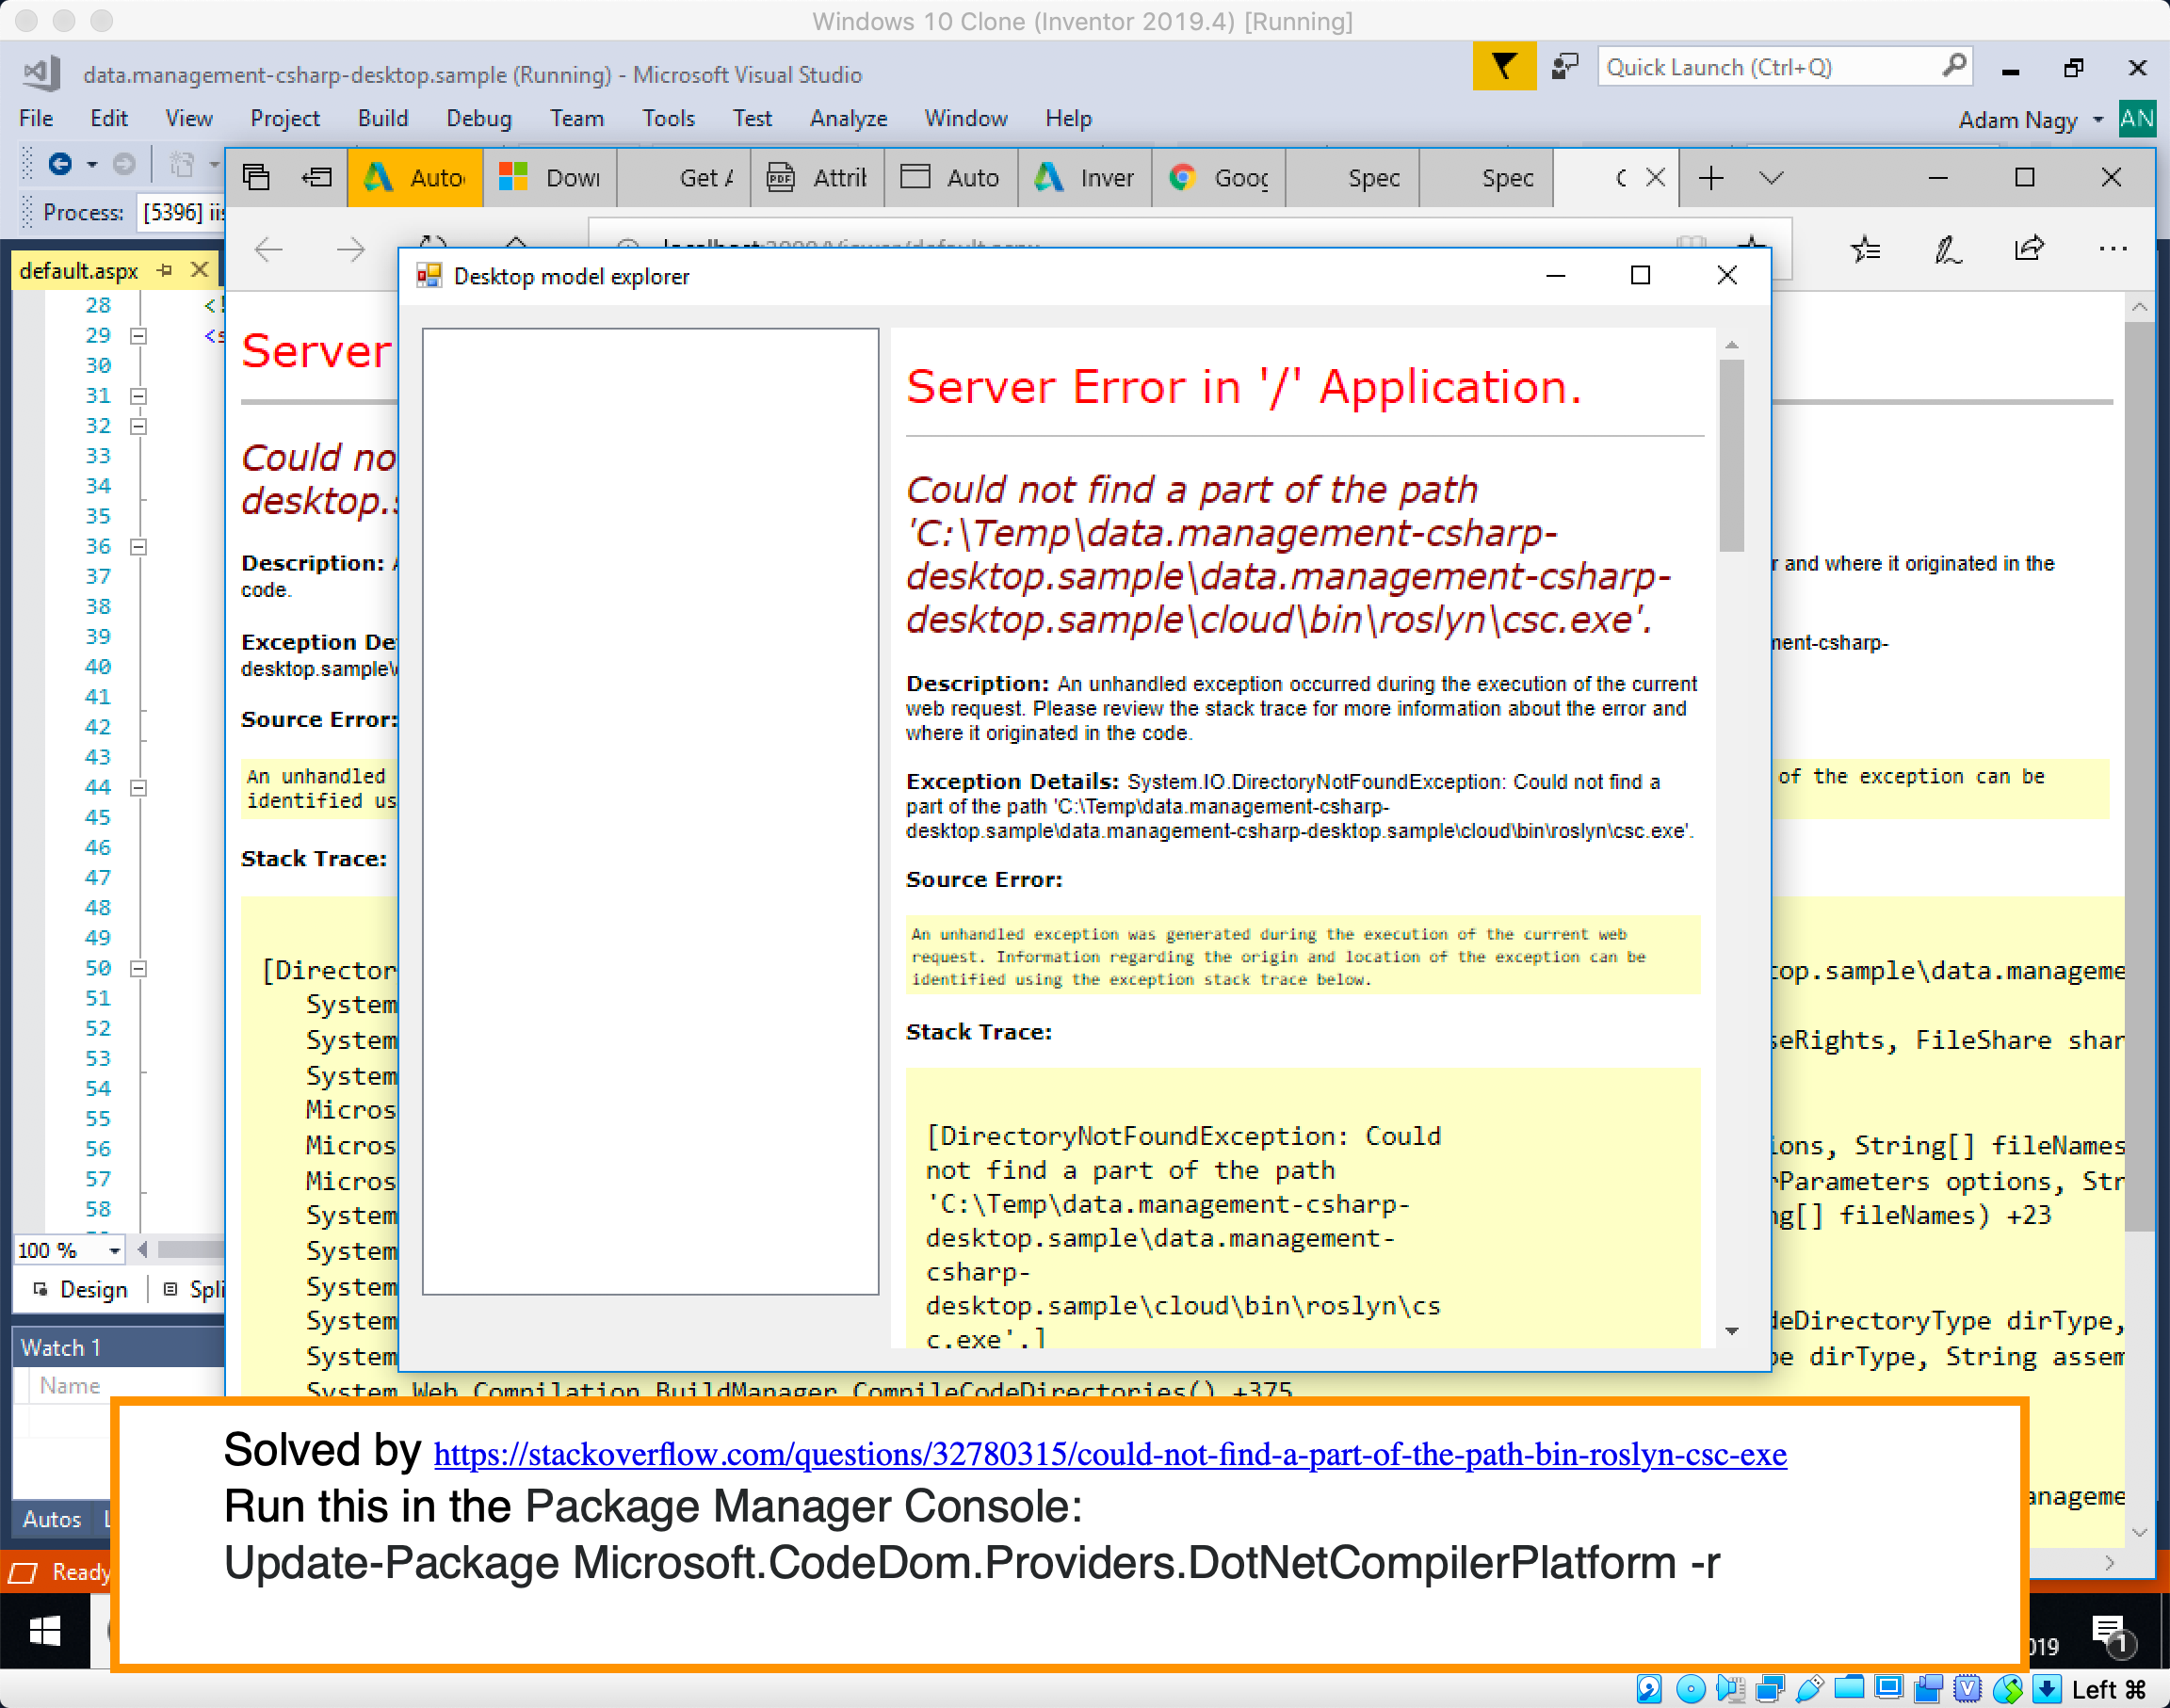 Windows 10 Clone (Inventor 2019.4) [Running]
data.management-csharp-desktop.sample (Running) - Microsoft Visual Studio
Quick Launch (Ctrl+Q)
File Edit View Project Build Debug Team Tools Test Analyze Window Help
Adam Nagy AN
Auto Dowi Get A Attrib Auto Inver Goog Spec Spec
Process: [5396] iis
default.aspx
Desktop model explorer
28
29
30
31
32
33
34
35
36
37
38
39
40
41
42
43
44
45
46
47
48
49
50
51
52
53
54
55
56
57
58
100 %
Design Spli
Watch 1
Name
Autos
Ready
Server
Could no
desktop.s
Description:
code.
Exception De
desktop.sample\
Source Error:
An unhandled
identified us
Stack Trace:
[Director
System
System
System
Micros
Micros
Micros
System
System
System
System
System
System.Web.Compilation.BuildManager.CompileCodeDirectories() +375
Server Error in '/' Application.
Could not find a part of the path
'C:\Temp\data.management-csharp-
desktop.sample\data.management-csharp-
desktop.sample\cloud\bin\roslyn\csc.exe'.
Description: An unhandled exception occurred during the execution of the current
web request. Please review the stack trace for more information about the error and
where it originated in the code.
Exception Details: System.IO.DirectoryNotFoundException: Could not find a
part of the path 'C:\Temp\data.management-csharp-
desktop.sample\data.management-csharp-desktop.sample\cloud\bin\roslyn\csc.exe'.
Source Error:
An unhandled exception was generated during the execution of the current web
request. Information regarding the origin and location of the exception can be
identified using the exception stack trace below.
Stack Trace:
[DirectoryNotFoundException: Could
not find a part of the path
'C:\Temp\data.management-csharp-
desktop.sample\data.management-
csharp-
desktop.sample\cloud\bin\roslyn\cs
c.exe'.]
r and where it originated in the
ment-csharp-
of the exception can be
top.sample\data.manageme
seRights, FileShare shar
ions, String[] fileNames
rParameters options, Str
ng[] fileNames) +23
deDirectoryType dirType,
pe dirType, String assem
anageme
Solved by https://stackoverflow.com/questions/32780315/could-not-find-a-part-of-the-path-bin-roslyn-csc-exe
Run this in the Package Manager Console:
Update-Package Microsoft.CodeDom.Providers.DotNetCompilerPlatform -r
019
1
Left ⌘